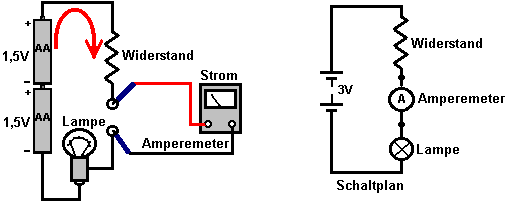 +
AA
1,5V
Widerstand
−
+
AA
1,5V
−
Lampe
Strom
Amperemeter
3V
Widerstand
A
Amperemeter
Lampe
Schaltplan